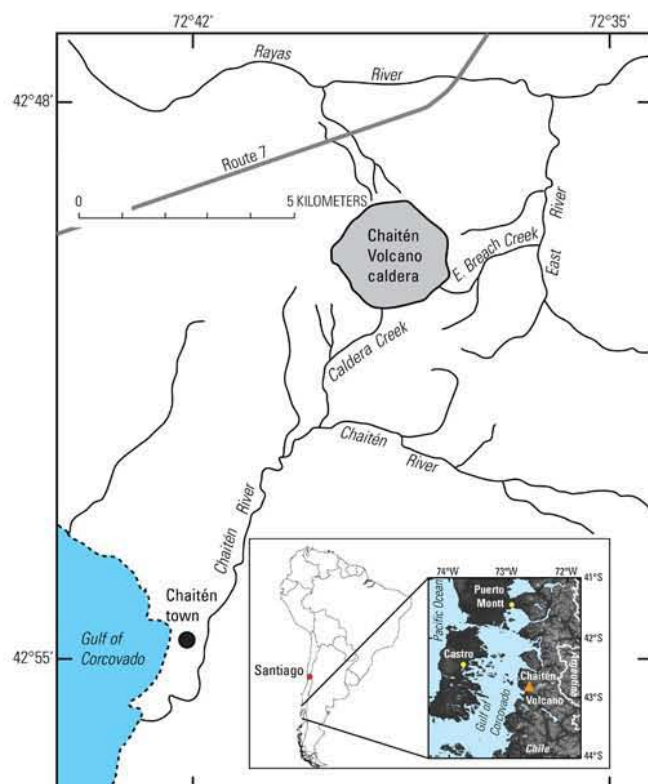 72°42'
72°35'
Rayas
River
42°48'
Route 7
0
5 KILOMETERS
Chaitén
Volcano
caldera
E. Breach Creek
River
East
Caldera Creek
Chaitén
River
Chaitén River
Chaitén
town
Gulf of
Corcovado
42°55'
Santiago
74°W
73°W
72°W
41°S
42°S
43°S
44°S
Pacific Ocean
Puerto
Montt
Castro
Chaitén
Volcano
Gulf of
Corcovado
Argentina
Chile